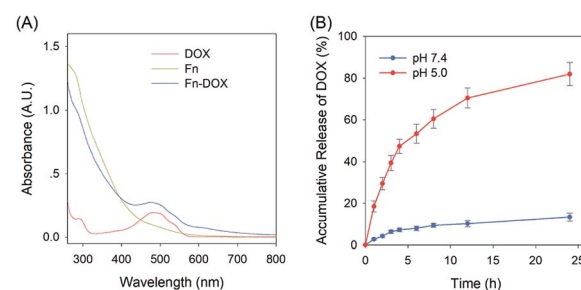 (A)
Absorbance (A.U.)
1.5
1.0
.5
0.0
DOX
Fn
Fn-DOX
300 400 500 600 700 800
Wavelength (nm)
(B)
Accumulative Release of DOX (%)
100
80
60
40
20
0
pH 7.4
pH 5.0
0 5 10 15 20 25
Time (h)